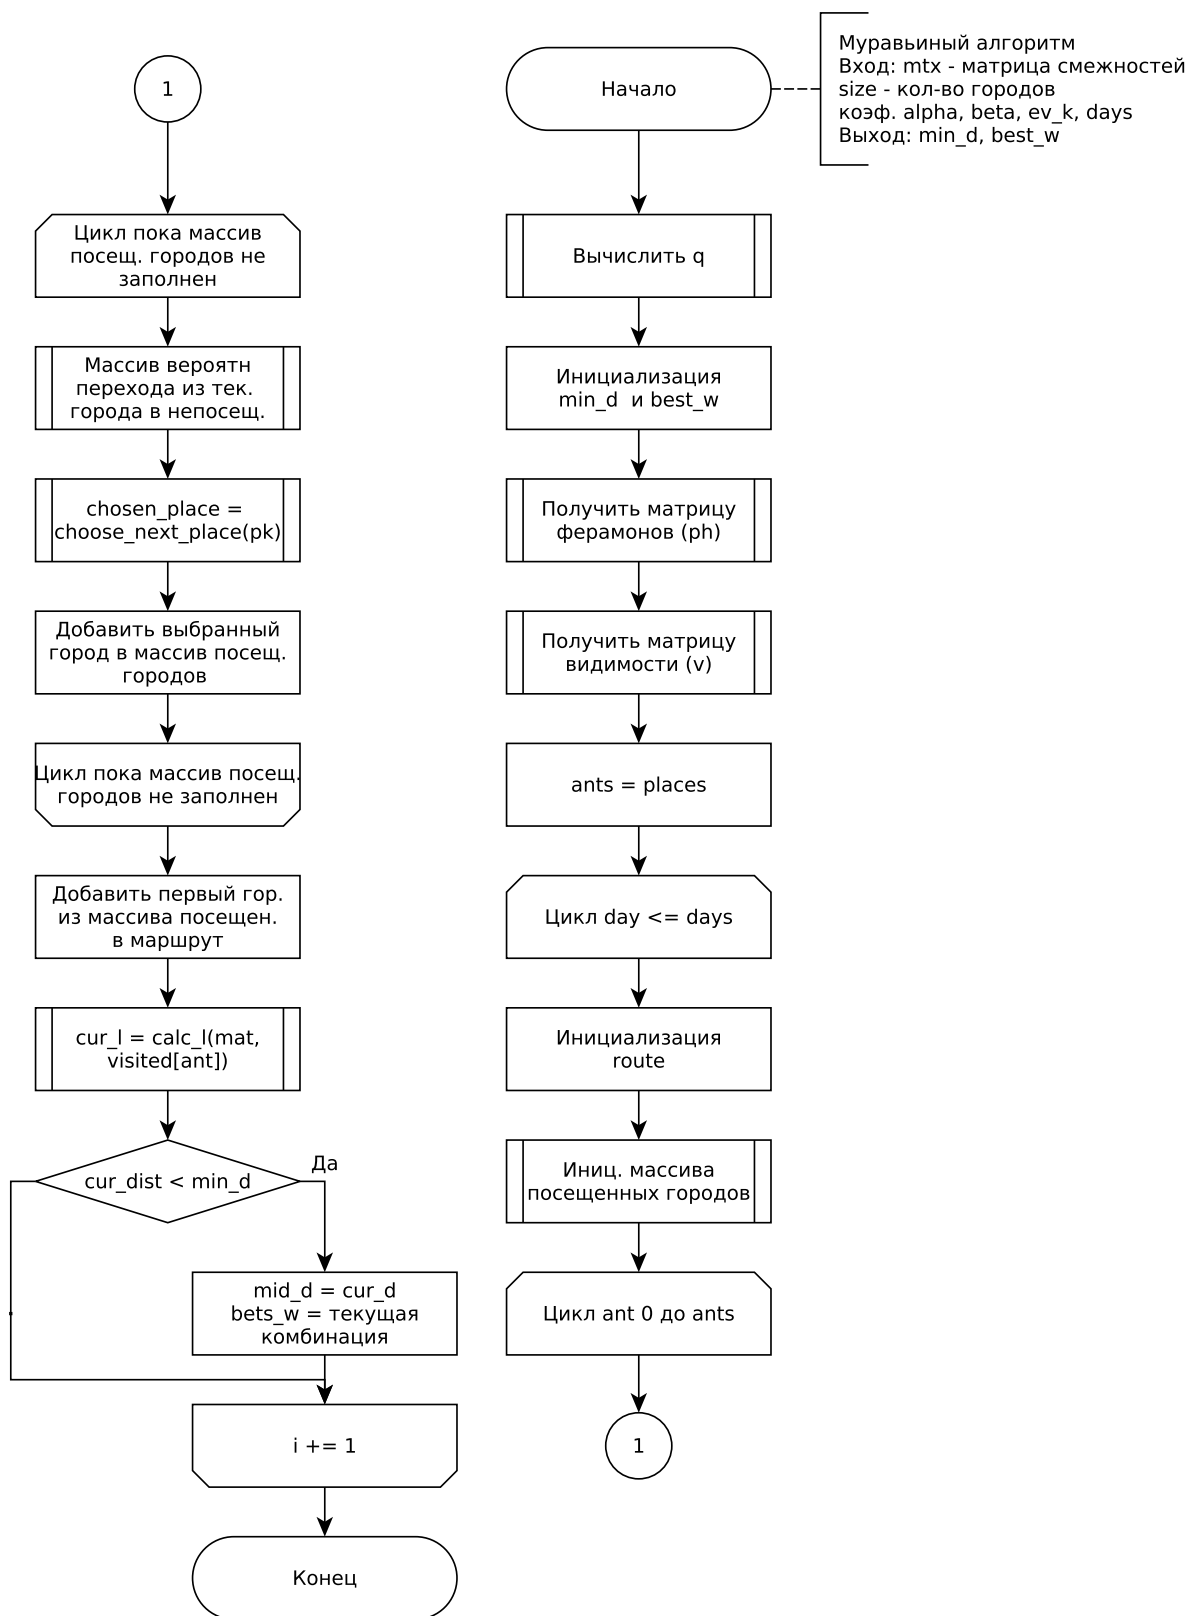 1
Цикл пока массив
посещ. городов не
заполнен
Массив вероятн
перехода из тек.
города в непосещ.
chosen_place =
choose_next_place(pk)
Добавить выбранный
город в массив посещ.
городов
Цикл пока массив посещ.
городов не заполнен
Добавить первый гор.
из массива посещен.
в маршрут
cur_l = calc_l(mat,
visited[ant])
cur_dist < min_d
Да
mid_d = cur_d
bets_w = текущая
комбинация
i += 1
Конец
Начало
Муравьиный алгоритм
Вход: mtx - матрица смежностей
size - кол-во городов
коэф. alpha, beta, ev_k, days
Выход: min_d, best_w
Вычислить q
Инициализация
min_d  и best_w
Получить матрицу
ферамонов (ph)
Получить матрицу
видимости (v)
ants = places
Цикл day <= days
Инициализация
route
Иниц. массива
посещенных городов
Цикл ant 0 до ants
1